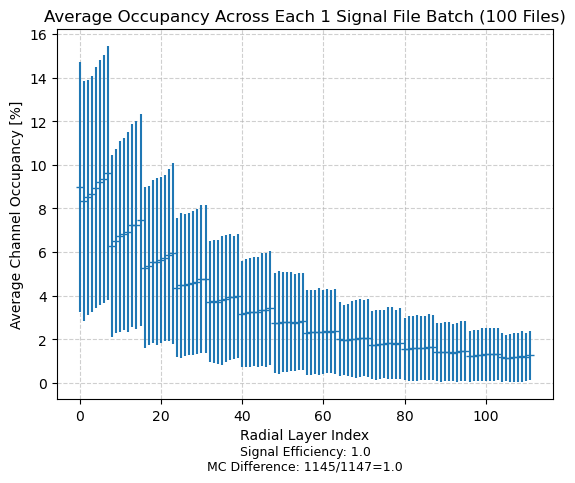 Average Occupancy Across Each 1 Signal File Batch (100 Files)
16
14
12
10
8
6
4
2
0
Average Channel Occupancy [%]
0 20 40 60 80 100
Radial Layer Index
Signal Efficiency: 1.0
MC Difference: 1145/1147=1.0